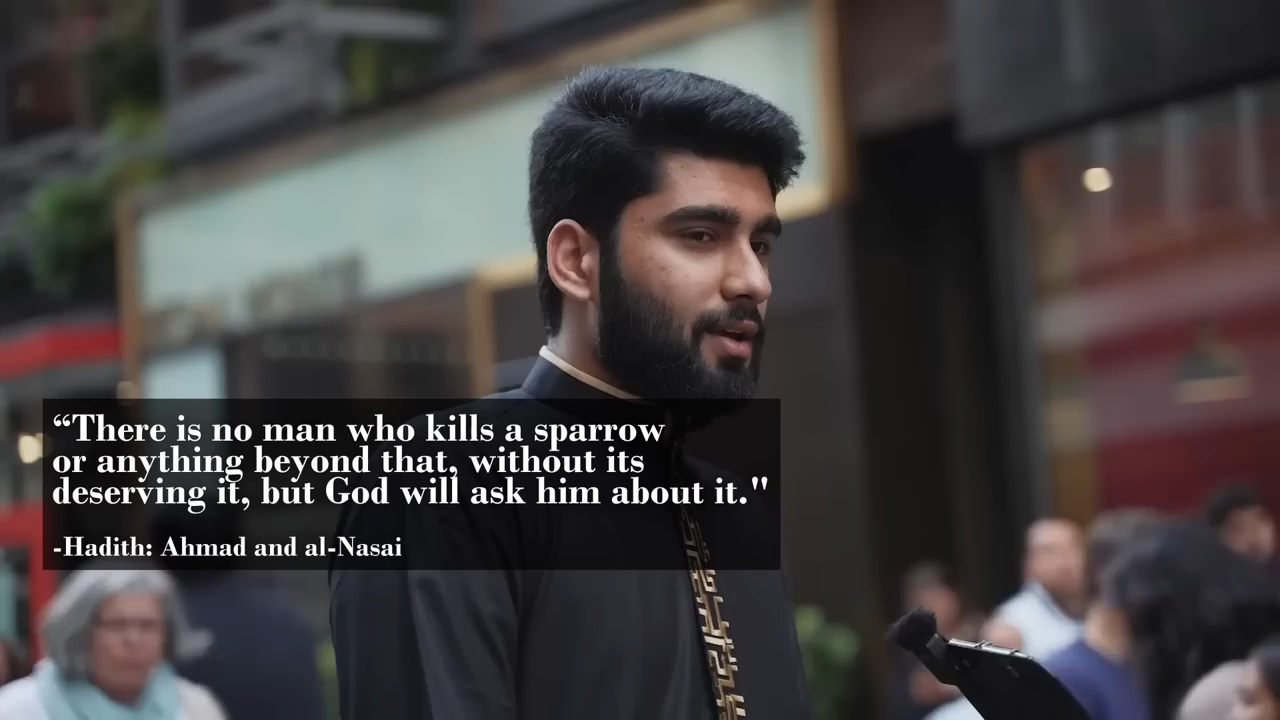 “There is no man who kills a sparrow
or anything beyond that, without its
deserving it, but God will ask him about it."
-Hadith: Ahmad and al-Nasai